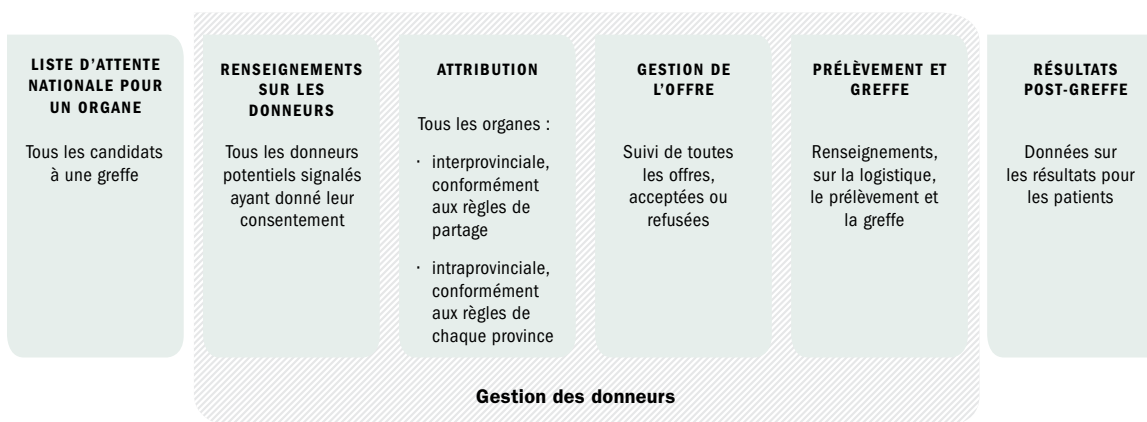 LISTE D'ATTENTE
NATIONALE POUR
UN ORGANE
Tous les candidats
à une greffe
RENSEIGNEMENTS
SUR LES
DONNEURS
Tous les donneurs
potentiels signalés
ayant donné leur
consentement
ATTRIBUTION
Tous les organes :
· interprovinciale,
conformément
aux règles de
partage
· intraprovinciale,
conformément
aux règles de
chaque province
GESTION DE
L'OFFRE
Suivi de toutes
les offres,
acceptées ou
refusées
PRÉLÈVEMENT ET
GREFFE
Renseignements,
sur la logistique,
le prélèvement et
la greffe
RÉSULTATS
POST-GREFFE
Données sur
les résultats pour
les patients
Gestion des donneurs